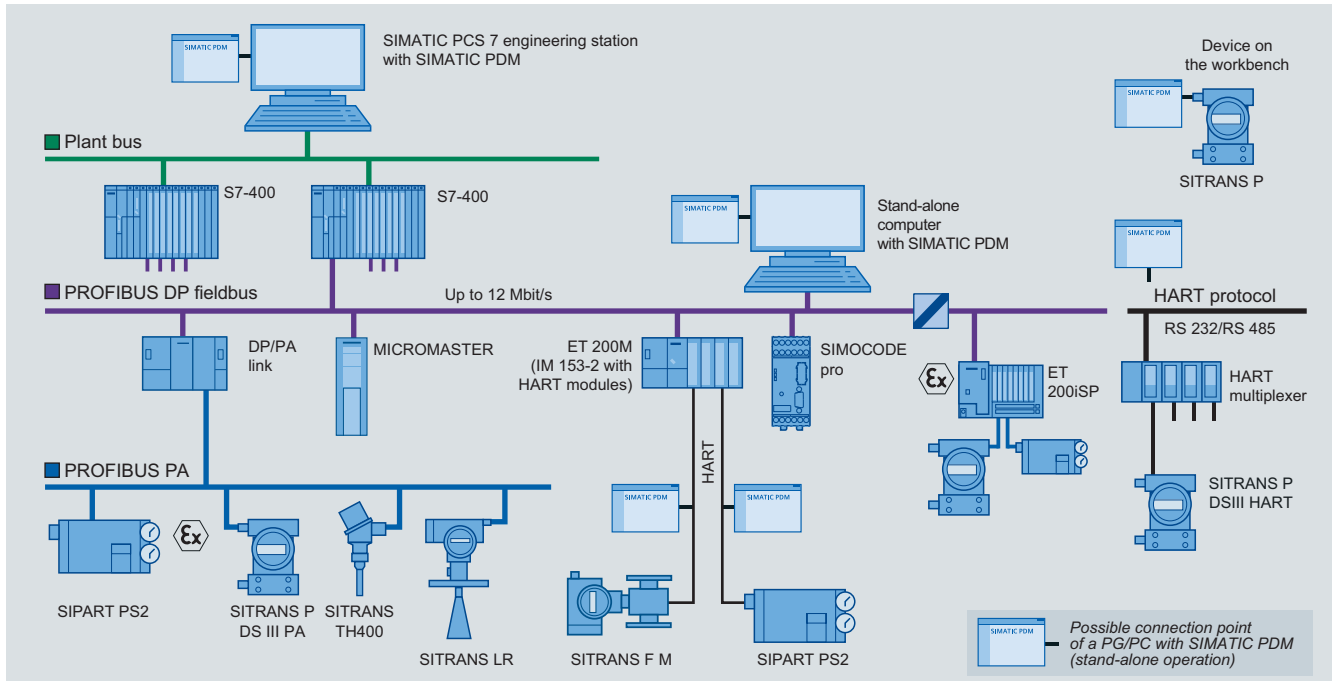 SIMATIC PCS 7 engineering station
with SIMATIC PDM
Device on
the workbench
SIMATIC PDM
SITRANS P
Plant bus
S7-400
S7-400
SIMATIC PDM
Stand-alone
computer
with SIMATIC PDM
SIMATIC PDM
PROFIBUS DP fieldbus
Up to 12 Mbit/s
HART protocol
RS 232/RS 485
DP/PA
link
MICROMASTER
ET 200M
(IM 153-2 with
HART modules)
SIMOCODE
pro
Ex
ET
200iSP
HART
multiplexer
PROFIBUS PA
HART
SIMATIC PDM
SIMATIC PDM
SITRANS P
DSIII HART
Ex
SIPART PS2
SITRANS P
DS III PA
SITRANS
TH400
SITRANS LR
SITRANS F M
SIPART PS2
SIMATIC PDM
Possible connection point
of a PG/PC with SIMATIC PDM
(stand-alone operation)